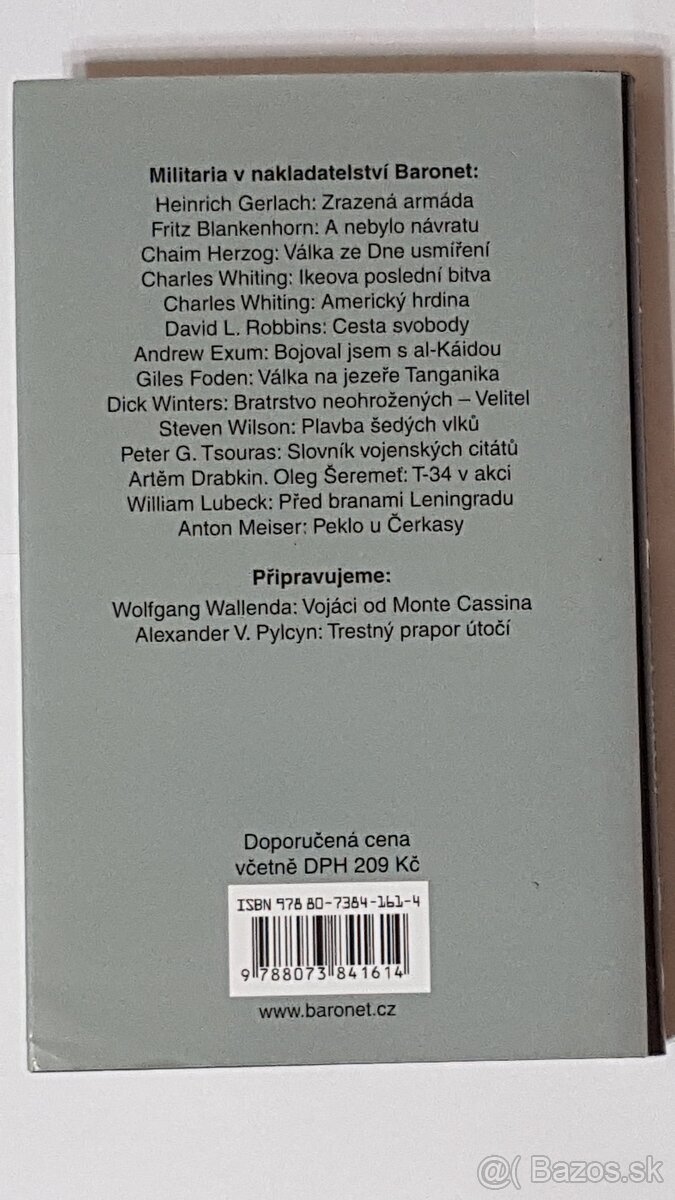 Militaria v nakladatelství Baronet:
Heinrich Gerlach: Zrazená armáda
Fritz Blankenhorn: A nebylo návratu
Chaim Herzog: Válka ze Dne usmíření
Charles Whiting: Ikeova poslední bitva
Charles Whiting: Americký hrdina
David L. Robbins: Cesta svobody
Andrew Exum: Bojoval jsem s al-Káidou
Giles Foden: Válka na jezeře Tanganika
Dick Winters: Bratrstvo neohrožených – Velitel
Steven Wilson: Plavba šedých vlků
Peter G. Tsouras: Slovník vojenských citátů
Artěm Drabkin. Oleg Šeremeť: T-34 v akci
William Lubeck: Před branami Leningradu
Anton Meiser: Peklo u Čerkasy
Připravujeme:
Wolfgang Wallenda: Vojáci od Monte Cassina
Alexander V. Pylcyn: Trestný prapor útočí
Doporučená cena
včetně DPH 209 Kč
ISBN 978 80-7384-161-4
9 788073 841614
www.baronet.cz
@( Bazos.sk